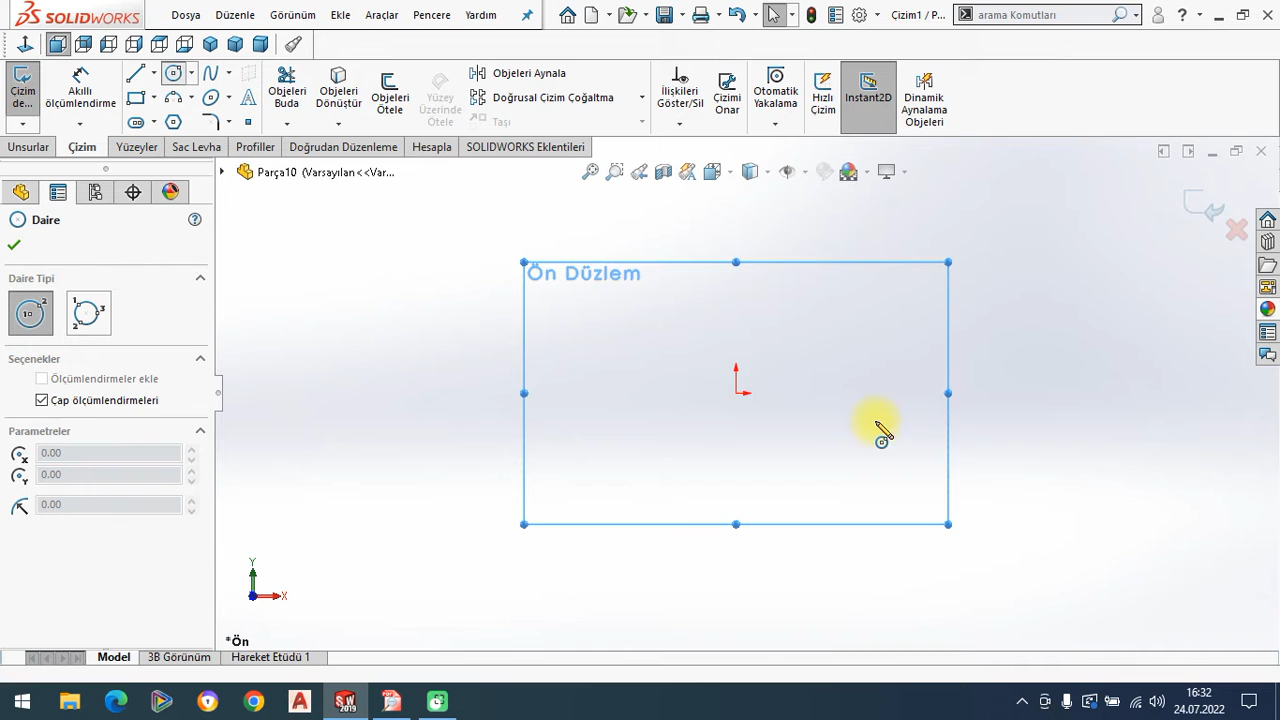 SOLIDWORKS Dosya Düzenle Görünüm Ekle Araçlar Pencere Yardım Çizim1 / P... arama Komutları ?
Çizim de...
Akıllı ölçümlendirme
Objeleri Buda
Objeleri Dönüştür
Objeleri Ötele
Yüzey Üzerinde Ötele
Objeleri Aynala
Doğrusal Çizim Çoğaltma
Taşı
İlişkileri Göster/Sil
Çizimi Onar
Otomatik Yakalama
Hızlı Çizim
Instant2D
Dinamik Aynalama Objeleri
Unsurlar Çizim Yüzeyler Sac Levha Profiller Doğrudan Düzenleme Hesapla SOLIDWORKS Eklentileri
Parça10 (Varsayılan<<Var...
Daire
Daire Tipi
Seçenekler
Ölçümlendirmeler ekle
Çap ölçümlendirmeleri
Parametreler
0.00
0.00
0.00
Ön Düzlem
Y
X
*Ön
Model 3B Görünüm Hareket Etüdü 1
SW 2019
16:32
24.07.2022